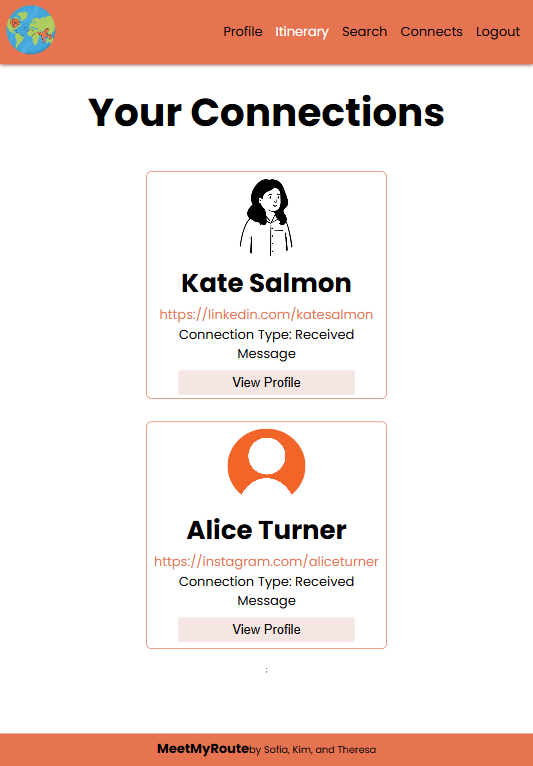 Profile Itinerary Search Connects Logout
Your Connections
Kate Salmon
https://linkedin.com/katesalmon
Connection Type: Received
Message
View Profile
Alice Turner
https://instagram.com/aliceturner
Connection Type: Received
Message
View Profile
;
MeetMyRoute by Sofia, Kim, and Theresa